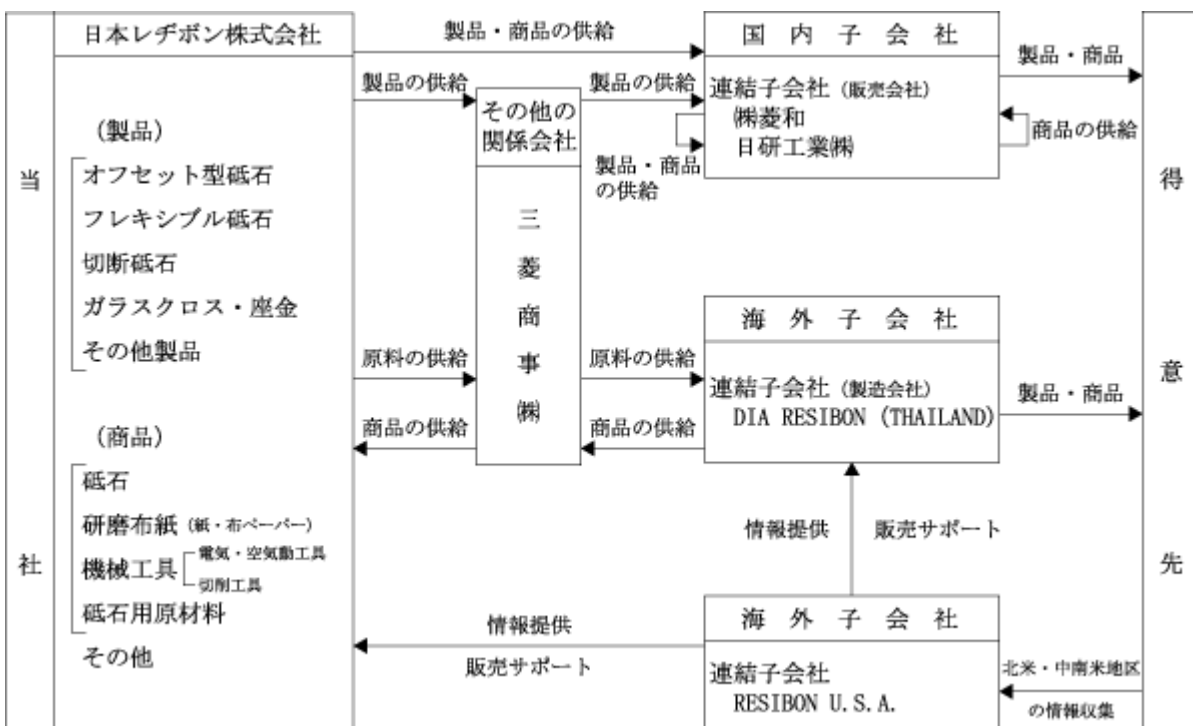 当社
日本レヂボン株式会社
(製品)
オフセット型砥石
フレキシブル砥石
切断砥石
ガラスクロス・座金
その他製品
(商品)
砥石
研磨布紙(紙・布ペーパー)
機械工具
電気・空気動工具
切削工具
砥石用原材料
その他
製品・商品の供給
製品の供給
その他の
関係会社
三菱商事㈱
製品の供給
製品・商品
の供給
原料の供給
原料の供給
商品の供給
商品の供給
国内子会社
連結子会社(販売会社)
㈱菱和
日研工業㈱
製品・商品
商品の供給
海外子会社
連結子会社(製造会社)
DIA RESIBON (THAILAND)
製品・商品
情報提供
販売サポート
海外子会社
連結子会社
RESIBON U.S.A.
情報提供
販売サポート
北米・中南米地区
の情報収集
得意先